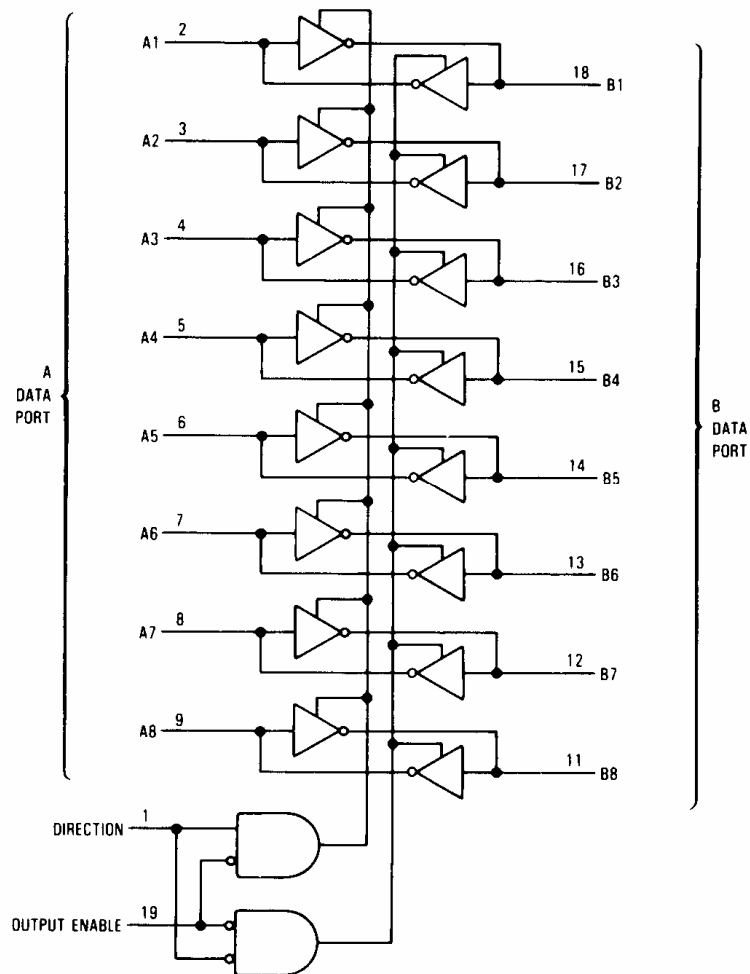 A1 2
18 B1
A2 3
17 B2
A3 4
16 B3
A4 5
15 B4
A
DATA
PORT
B
DATA
PORT
A5 6
14 B5
A6 7
13 B6
A7 8
12 B7
A8 9
11 B8
DIRECTION 1
OUTPUT ENABLE 19